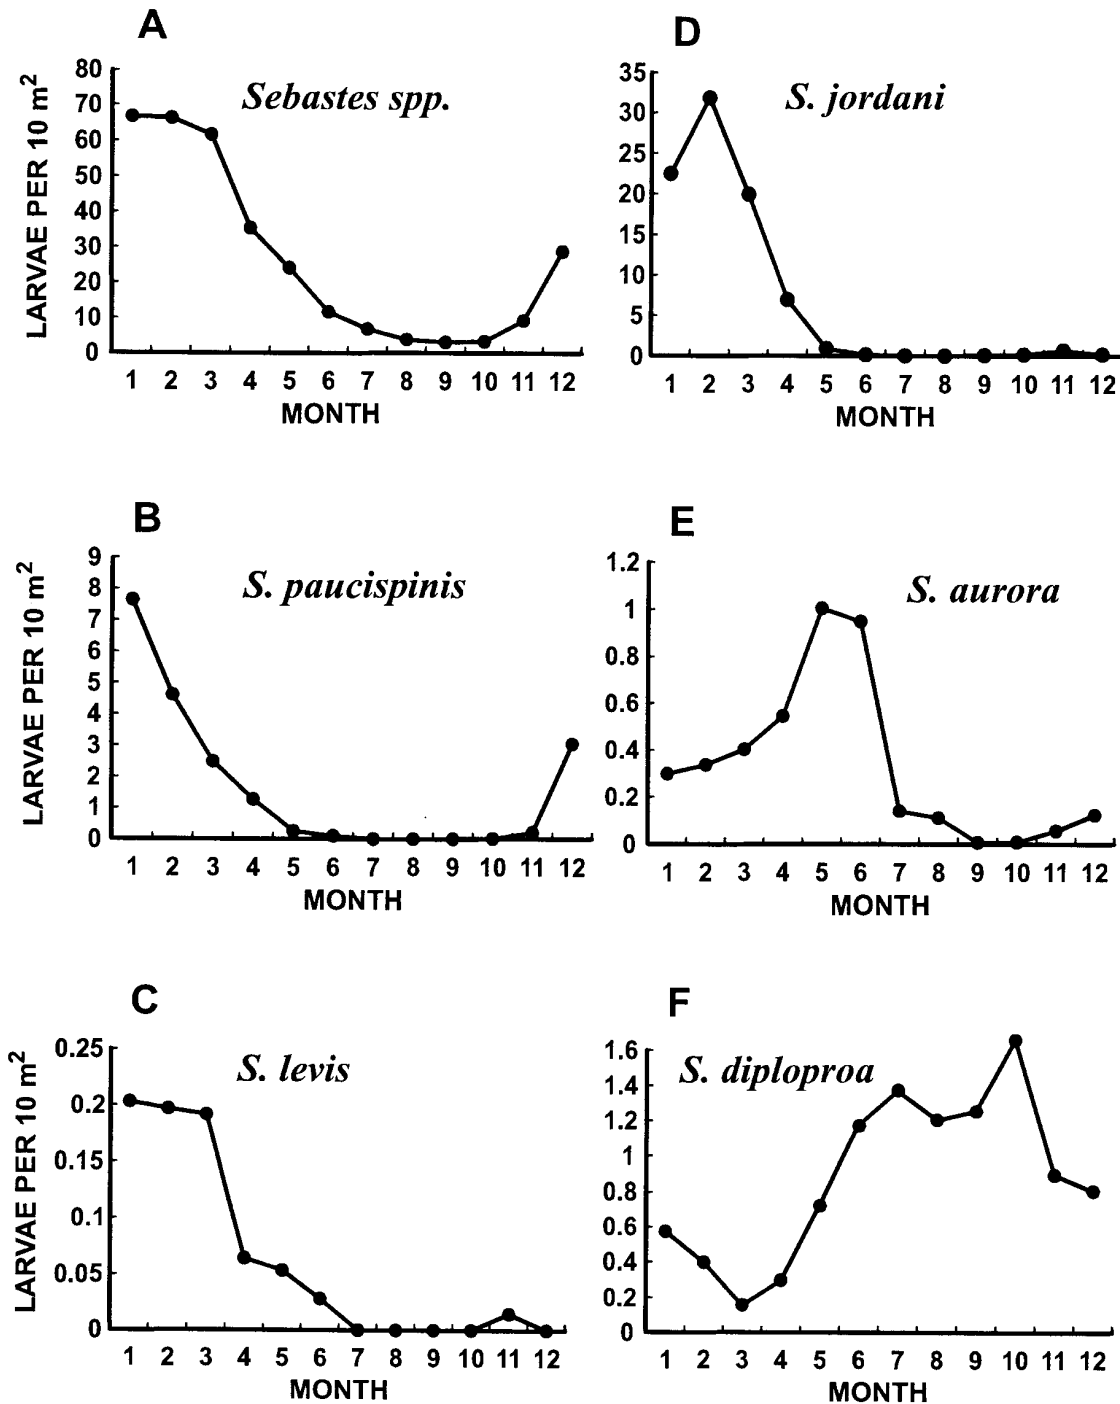 A
Sebastes spp.
LARVAE PER 10 m²
80
70
60
50
40
30
20
10
0
1 2 3 4 5 6 7 8 9 10 11 12
MONTH
D
S. jordani
35
30
25
20
15
10
5
0
1 2 3 4 5 6 7 8 9 10 11 12
MONTH
B
S. paucispinis
LARVAE PER 10 m²
9
8
7
6
5
4
3
2
1
0
1 2 3 4 5 6 7 8 9 10 11 12
MONTH
E
S. aurora
1.2
1
0.8
0.6
0.4
0.2
0
1 2 3 4 5 6 7 8 9 10 11 12
MONTH
C
S. levis
LARVAE PER 10 m²
0.25
0.2
0.15
0.1
0.05
0
1 2 3 4 5 6 7 8 9 10 11 12
MONTH
F
S. diploproa
1.6
1.4
1.2
1
0.8
0.6
0.4
0.2
0
1 2 3 4 5 6 7 8 9 10 11 12
MONTH